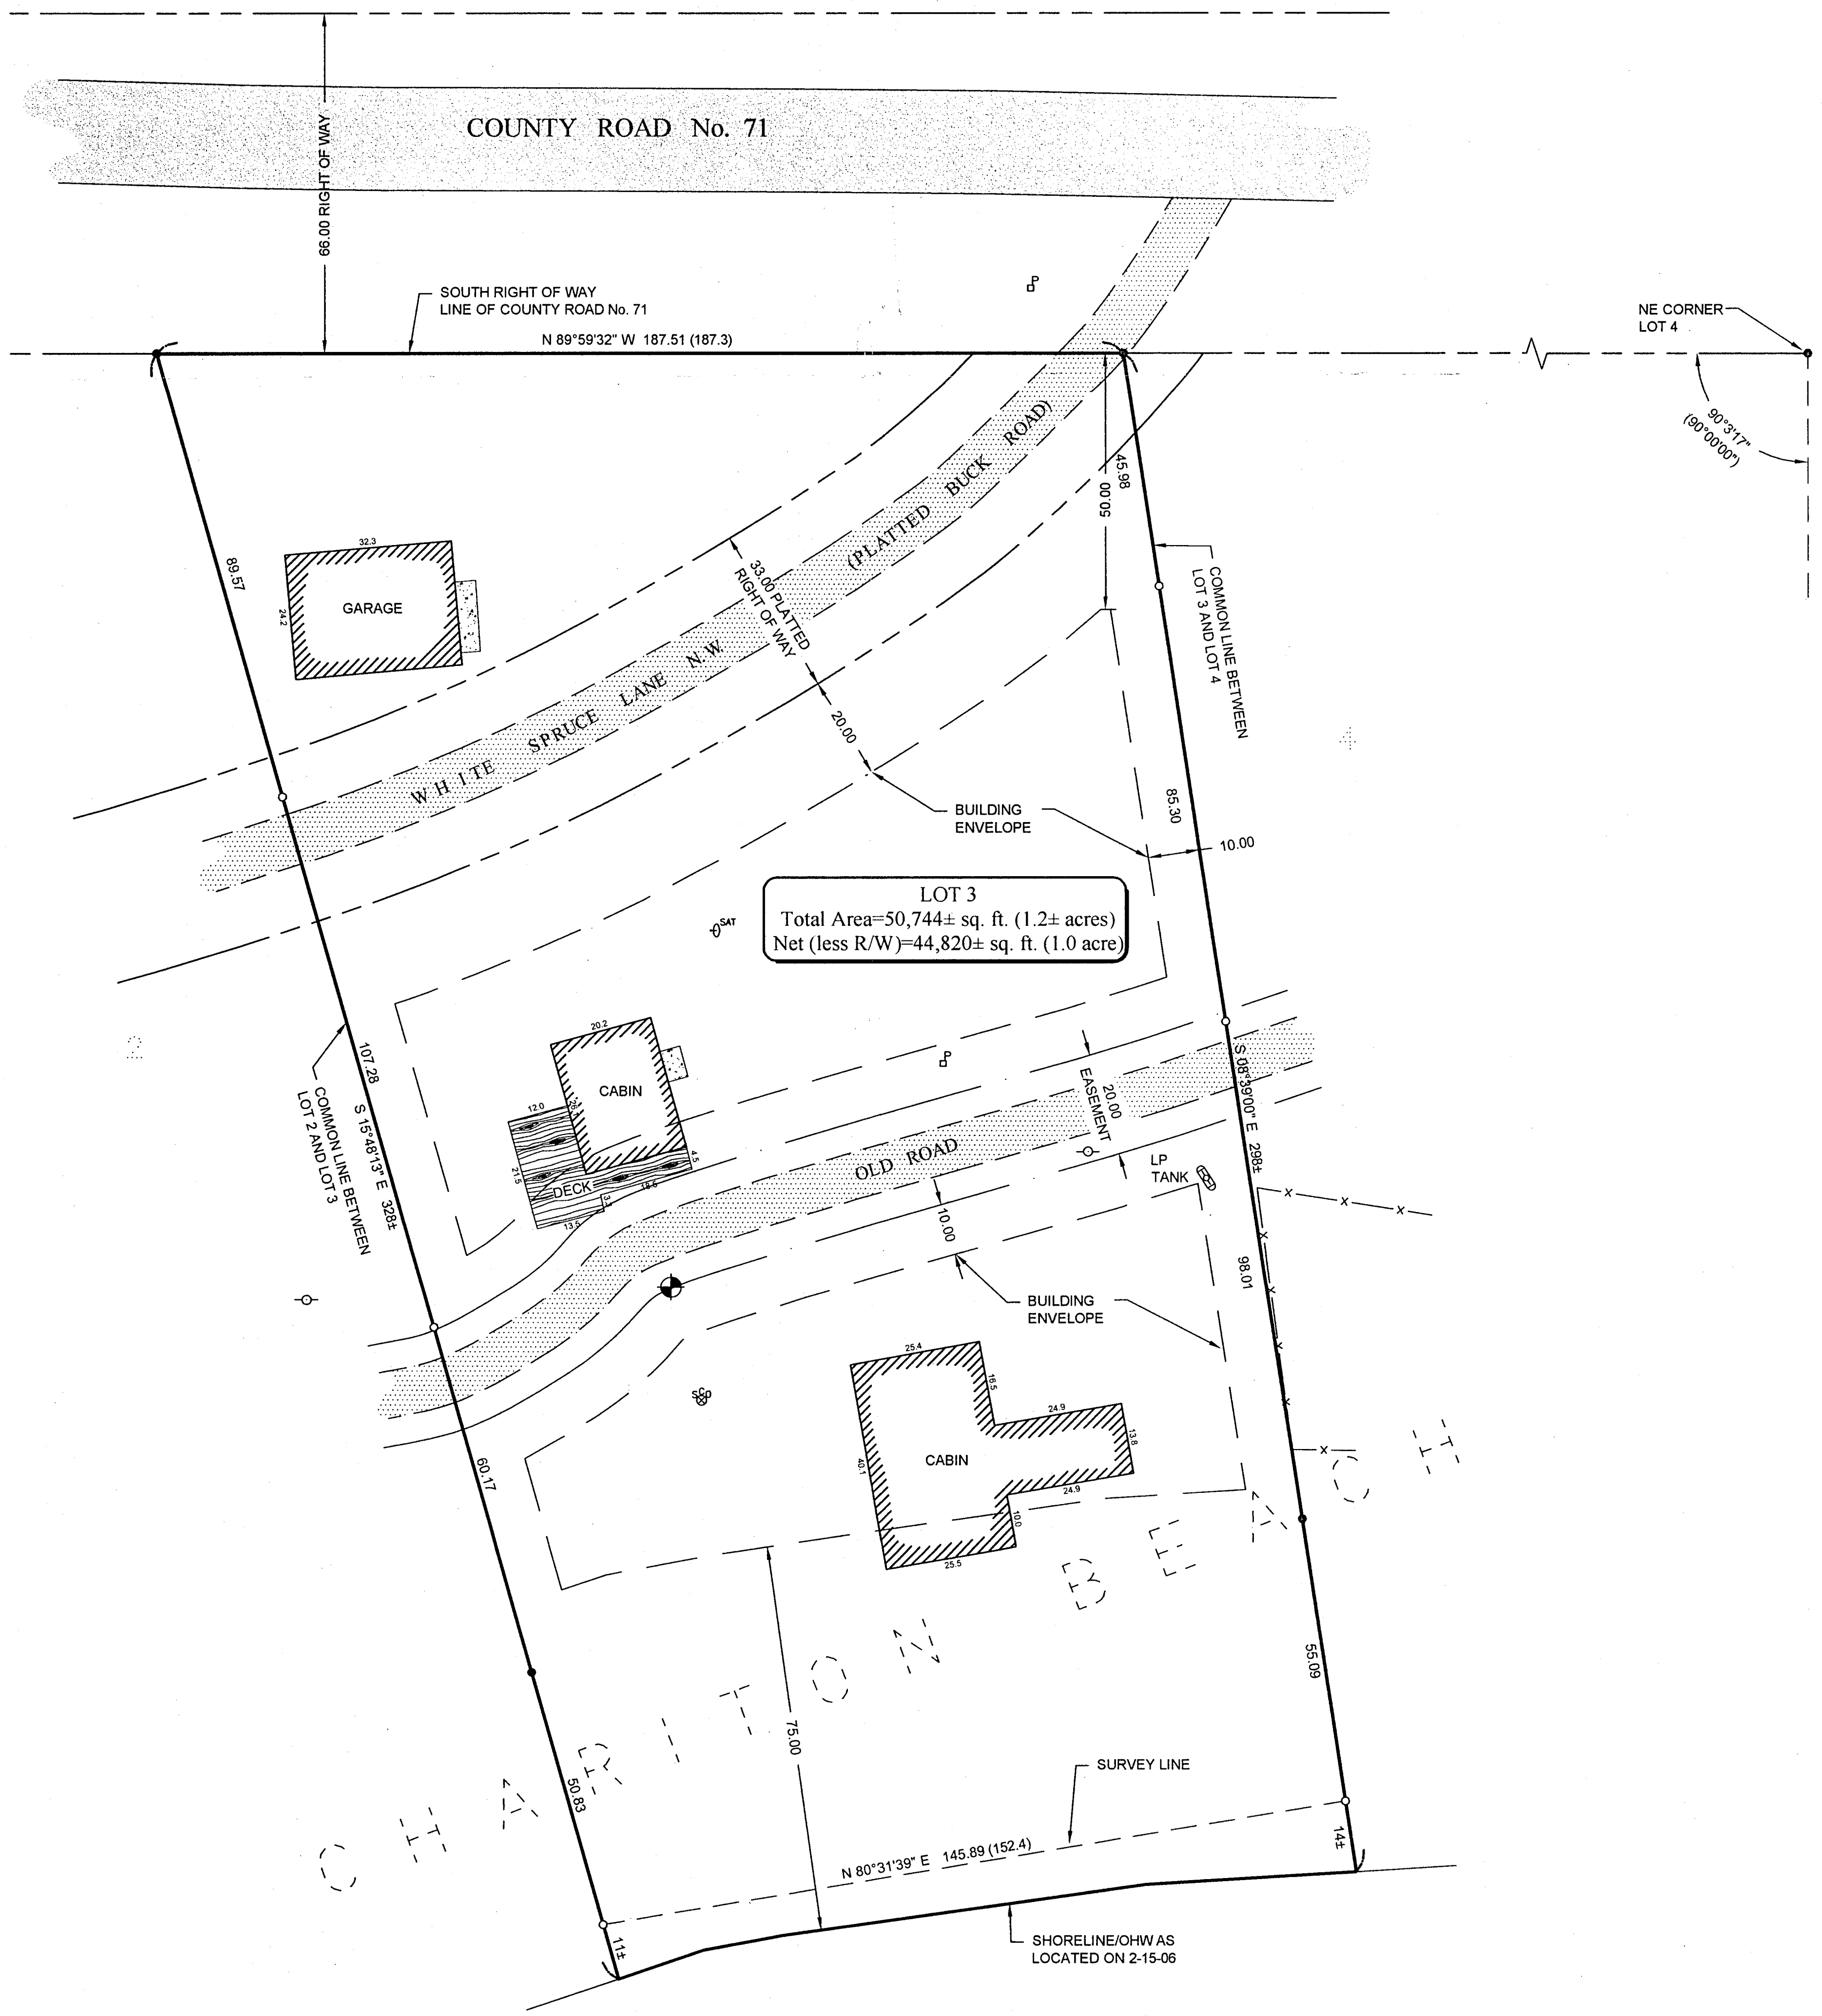 COUNTY ROAD No. 71
66.00 RIGHT OF WAY
SOUTH RIGHT OF WAY
LINE OF COUNTY ROAD No. 71
N 89°59'32" W 187.51 (187.3)
P
NE CORNER
LOT 4
90°3'17"
(90°00'00")
45.98
50.00
(PLATTED BUCK ROAD)
WHITE SPRUCE LANE N.W.
33.00 PLATTED
RIGHT OF WAY
20.00
89.57
32.3
24.2
GARAGE
COMMON LINE BETWEEN
LOT 3 AND LOT 4
4
85.30
10.00
BUILDING
ENVELOPE
LOT 3
Total Area=50,744± sq. ft. (1.2± acres)
Net (less R/W)=44,820± sq. ft. (1.0 acre)
SAT
2
107.28
S 15°48'13" E 328±
COMMON LINE BETWEEN
LOT 2 AND LOT 3
20.2
CABIN
12.0
21.5
DECK
13.5
4.5
P
20.00
EASEMENT
S 08°39'00" E 298±
OLD ROAD
LP
TANK
10.00
X X X
98.01
BUILDING
ENVELOPE
60.17
25.4
16.5
24.9
13.8
40.1
CABIN
24.9
10.0
25.5
X
CHARITON BEACH
75.00
55.09
50.83
SURVEY LINE
14±
N 80°31'39" E 145.89 (152.4)
11±
SHORELINE/OHW AS
LOCATED ON 2-15-06